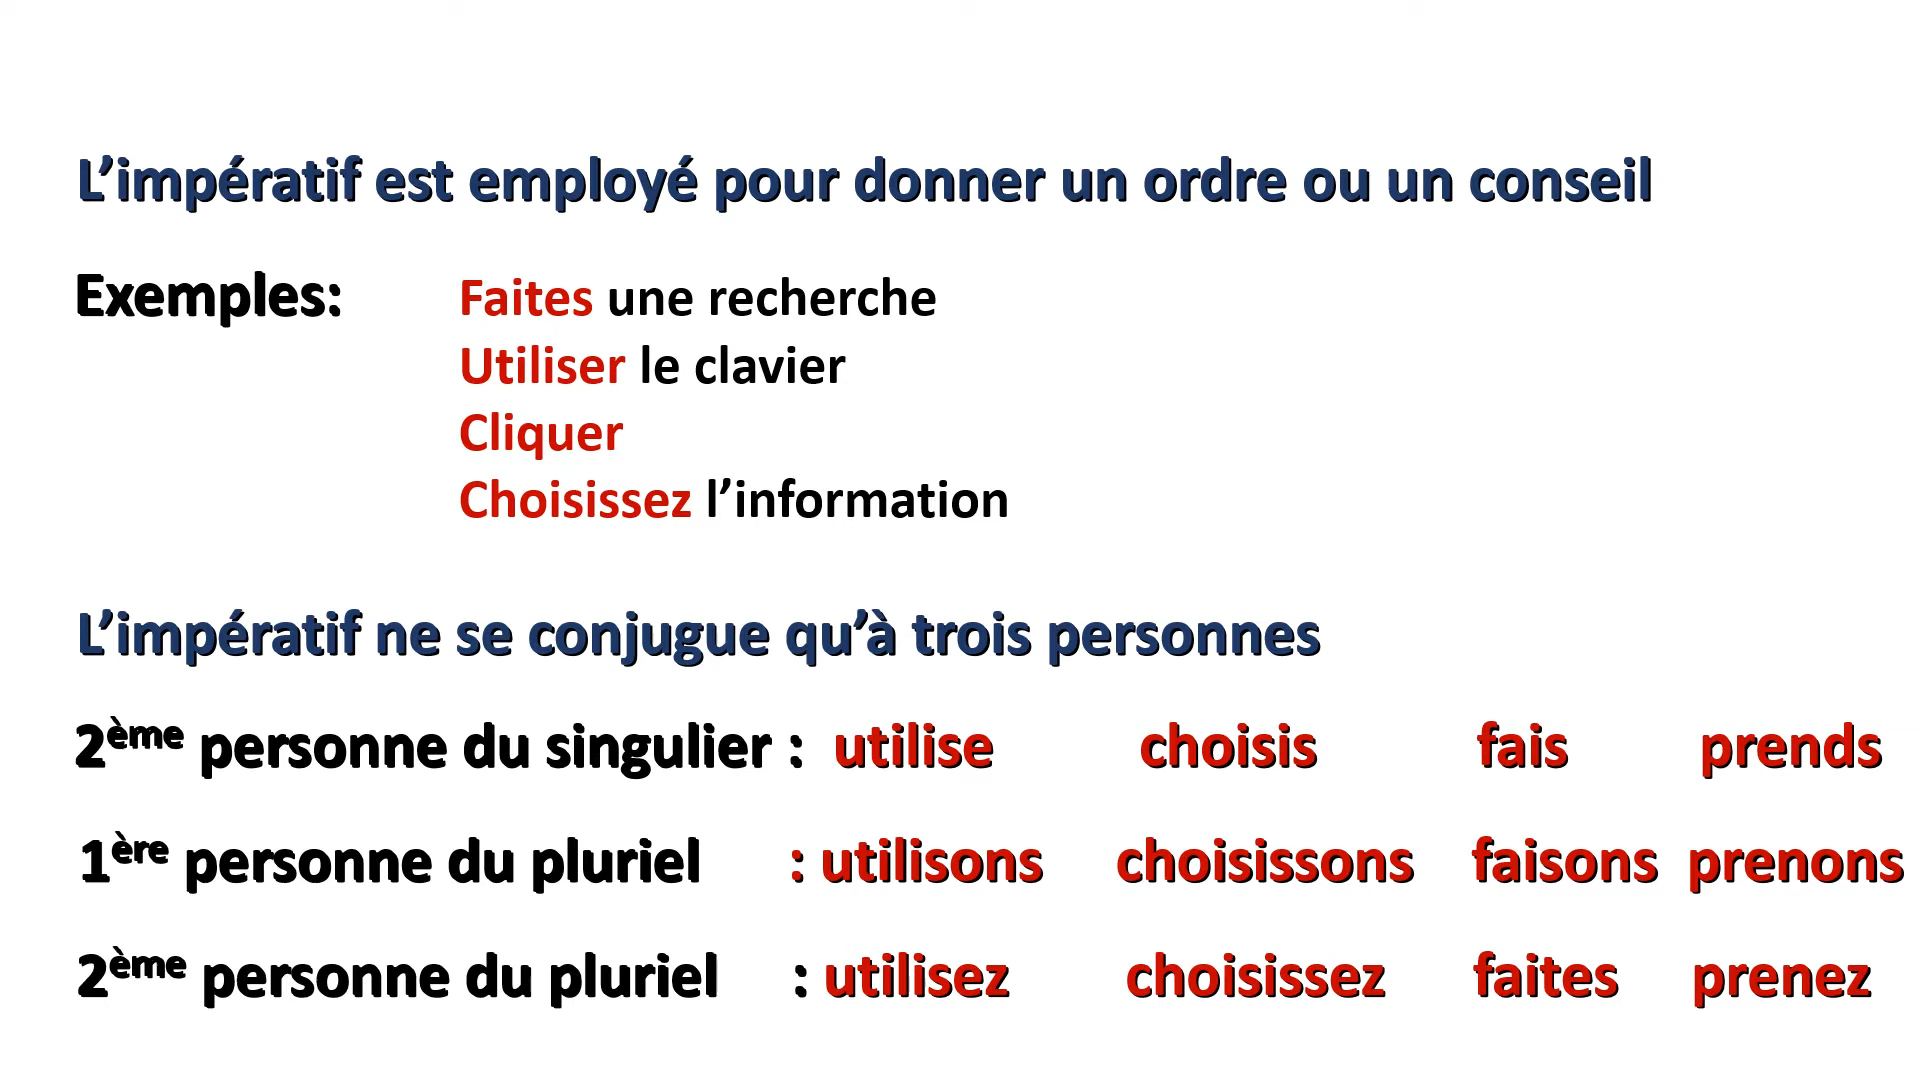 L’impératif est employé pour donner un ordre ou un conseil
Exemples: Faites une recherche
Utiliser le clavier
Cliquer
Choisissez l’information
L’impératif ne se conjugue qu’à trois personnes
2ème personne du singulier : utilise choisis fais prends
1ère personne du pluriel : utilisons choisissons faisons prenons
2ème personne du pluriel : utilisez choisissez faites prenez